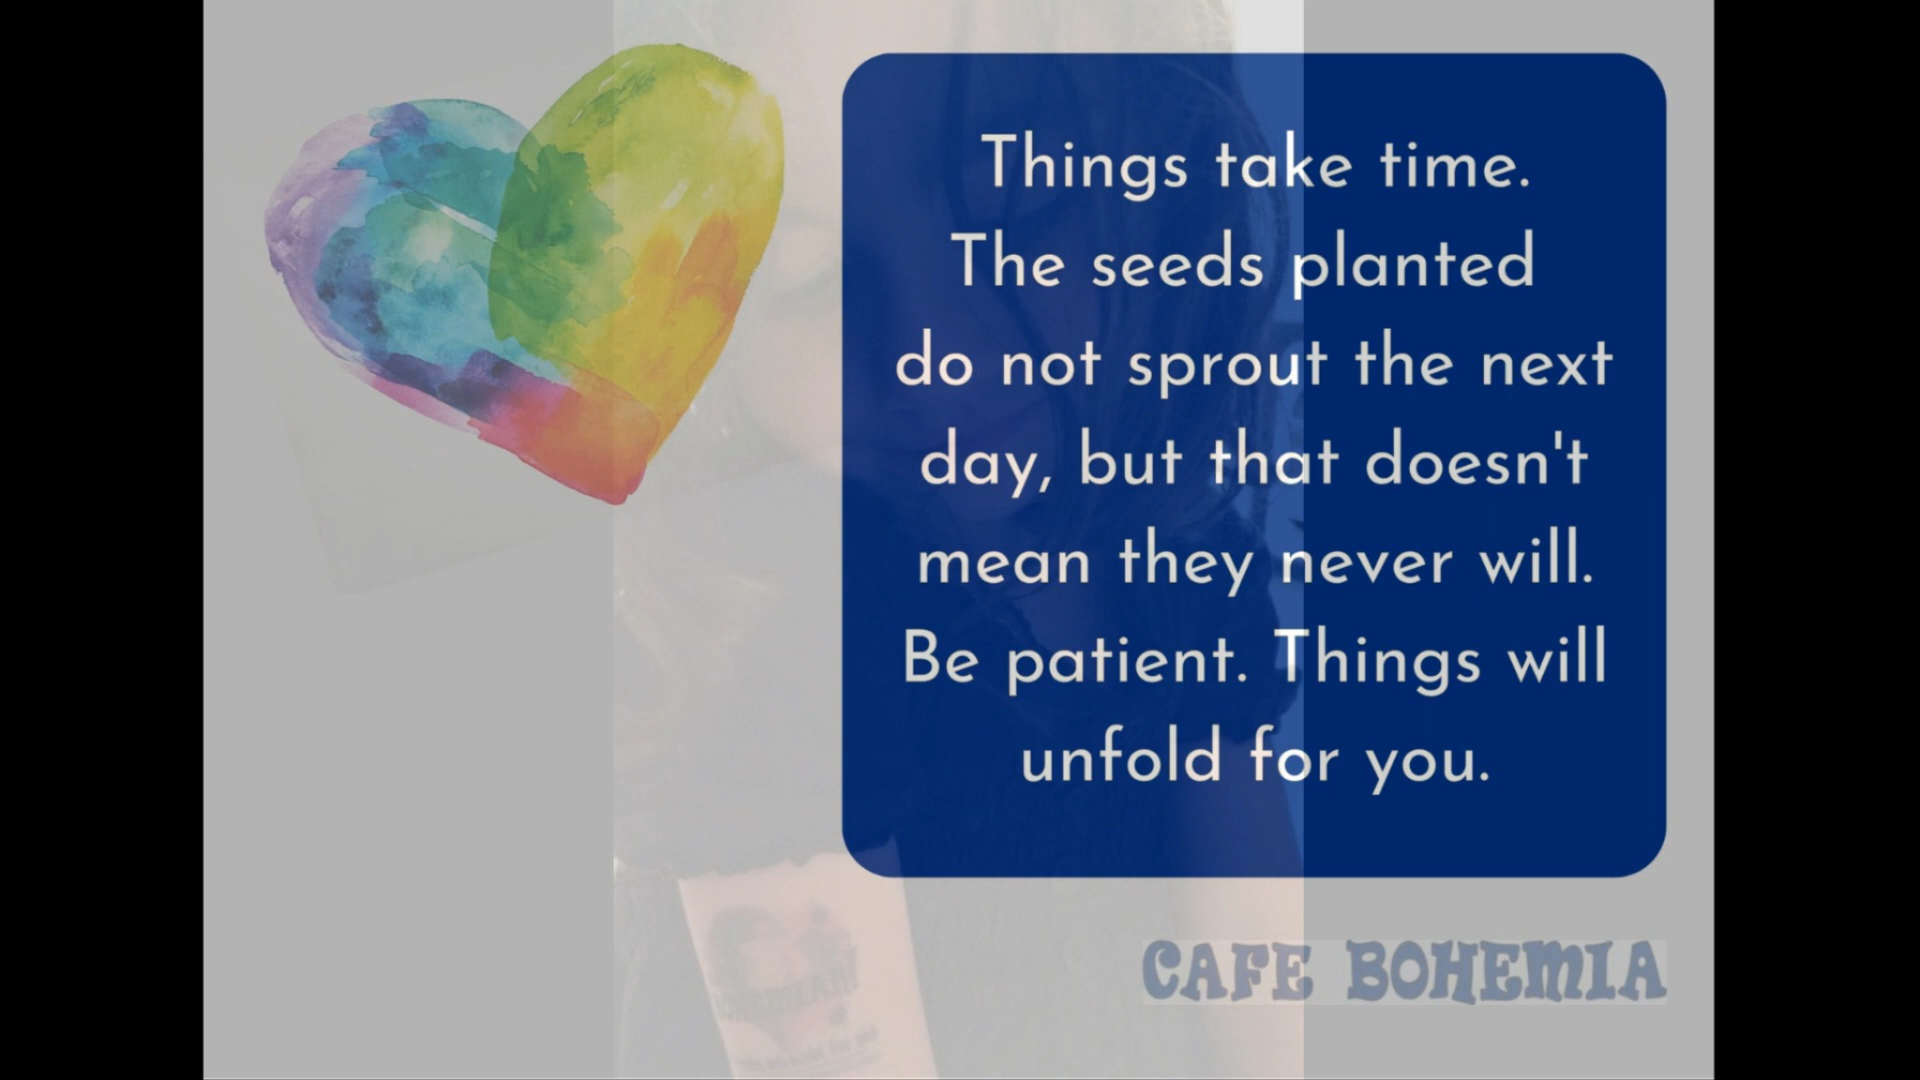 Things take time.
The seeds planted
do not sprout the next
day, but that doesn't
mean they never will.
Be patient. Things will
unfold for you.
CAFE BOHEMIA